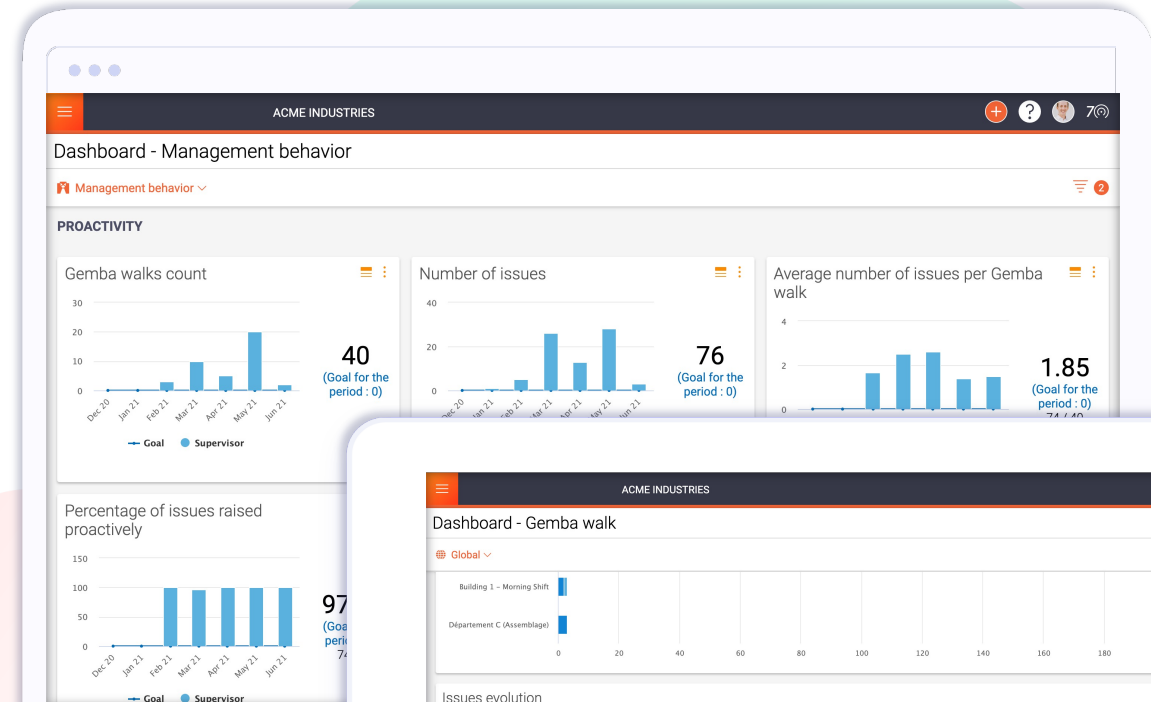 ACME INDUSTRIES
?
7
Dashboard - Management behavior
Management behavior
2
PROACTIVITY
Gemba walks count
30
20
10
0
Dec 20
Jan 21
Feb 21
Mar 21
Apr 21
May 21
Jun 21
Goal
Supervisor
40
(Goal for the
period : 0)
Number of issues
40
20
0
76
(Goal for the
period : 0)
Average number of issues per Gemba
walk
4
2
0
1.85
(Goal for the
period : 0)
74 / 40
Percentage of issues raised
proactively
150
100
50
0
Dec 20
Jan 21
Feb 21
Mar 21
Apr 21
May 21
Jun 21
Goal
Supervisor
97
(Goa
peri
ACME INDUSTRIES
Dashboard - Gemba walk
Global
Building 1 – Morning Shift
Département C (Assemblage)
0
20
40
60
80
100
120
140
160
180
Issues evolution